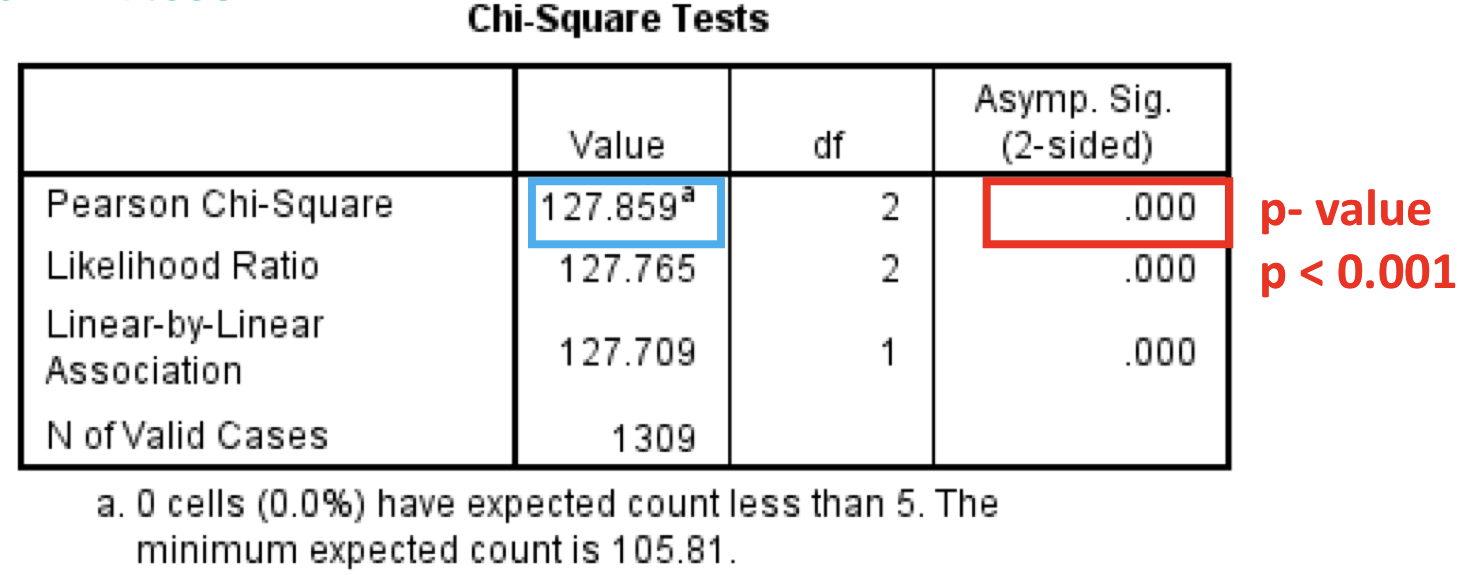 Chi-Square Tests
Value df Asymp. Sig. (2-sided)
Pearson Chi-Square 127.859ᵃ 2 .000 p- value
Likelihood Ratio 127.765 2 .000 p < 0.001
Linear-by-Linear
Association 127.709 1 .000
N of Valid Cases 1309
a. 0 cells (0.0%) have expected count less than 5. The
minimum expected count is 105.81.